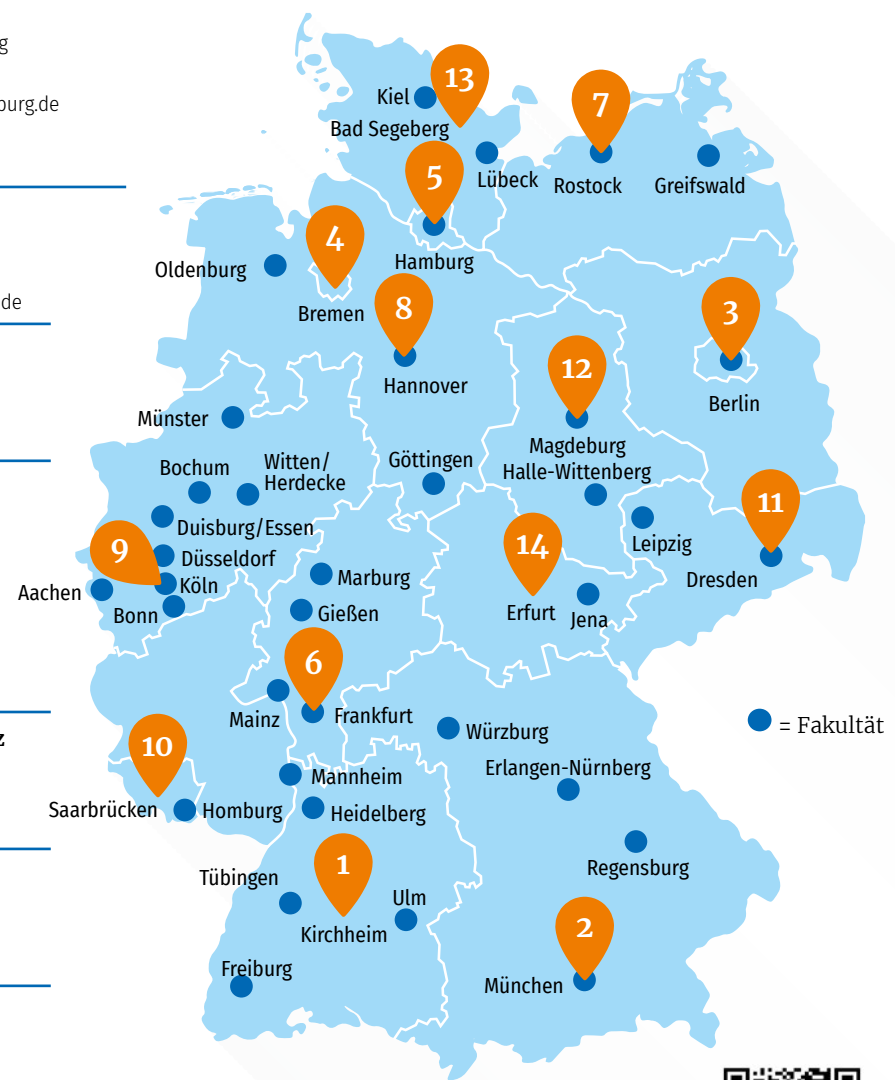 g
13
burg.de
Kiel
7
Bad Segeberg
5
Lübeck
Rostock
Greifswald
4
Oldenburg
Hamburg
de
8
3
Bremen
12
Hannover
Berlin
Münster
Magdeburg
Göttingen
Bochum
Witten/
Herdecke
Halle-Wittenberg
11
Duisburg/Essen
9
14
Leipzig
Düsseldorf
Marburg
Dresden
Köln
Aachen
Bonn
Gießen
Erfurt
Jena
6
Mainz
Frankfurt
= Fakultät
Würzburg
z
10
Erlangen-Nürnberg
Mannheim
Saarbrücken
Homburg
Heidelberg
1
Regensburg
Tübingen
Ulm
2
Kirchheim
Freiburg
München